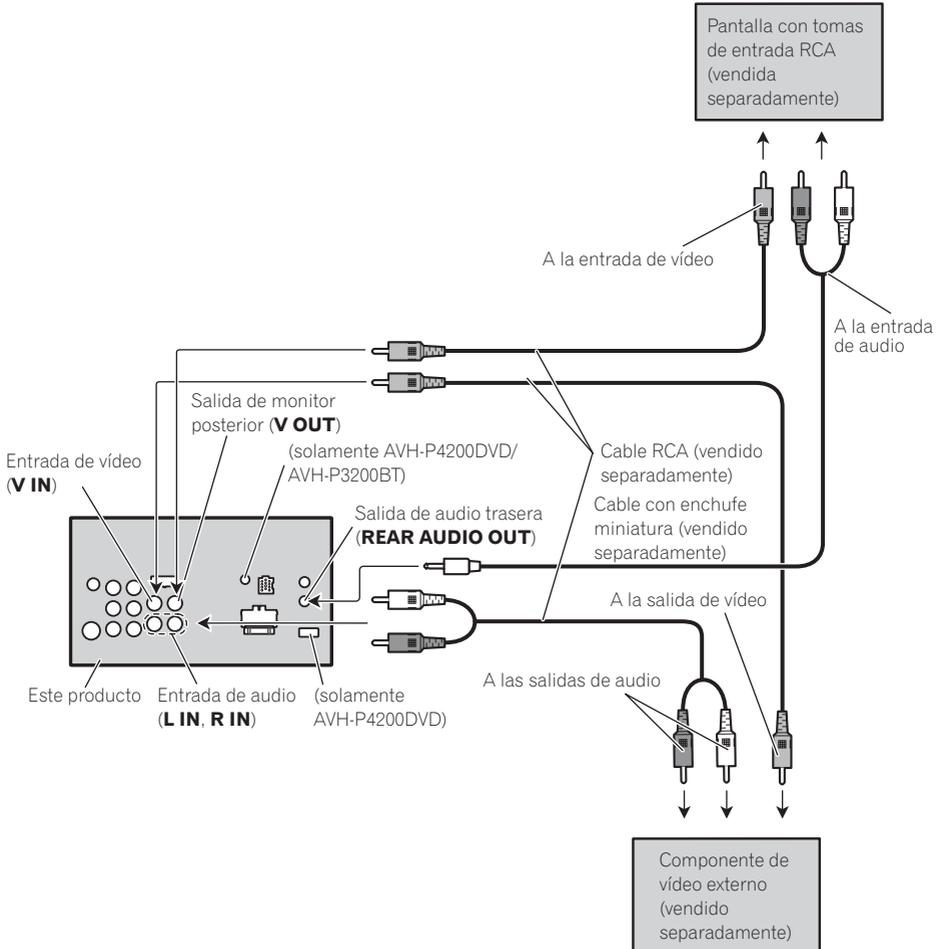 Pantalla con tomas
de entrada RCA
(vendida
separadamente)
A la entrada de vídeo
A la entrada
de audio
Salida de monitor
posterior (V OUT)
(solamente AVH-P4200DVD/
AVH-P3200BT)
Entrada de vídeo
(V IN)
Cable RCA (vendido
separadamente)
Cable con enchufe
miniatura (vendido
separadamente)
Salida de audio trasera
(REAR AUDIO OUT)
A la salida de vídeo
A las salidas de audio
Este producto
Entrada de audio
(L IN, R IN)
(solamente
AVH-P4200DVD)
Componente de
vídeo externo
(vendido
separadamente)